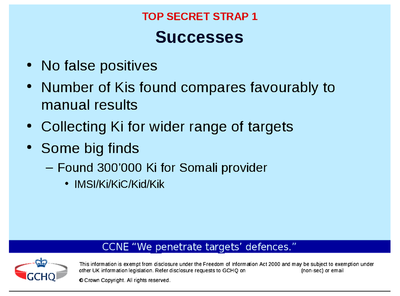 TOP SECRET STRAP 1
Successes
• No false positives
• Number of Kis found compares favourably to
manual results
• Collecting Ki for wider range of targets
• Some big finds
– Found 300'000 Ki for Somali provider
• IMSI/Ki/KiC/Kid/Kik
CCNE “We penetrate targets’ defences.”
GCHQ
This information is exempt from disclosure under the Freedom of Information Act 2000 and may be subject to exemption under
other UK information legislation. Refer disclosure requests to GCHQ on (non-sec) or email
© Crown Copyright. All rights reserved.